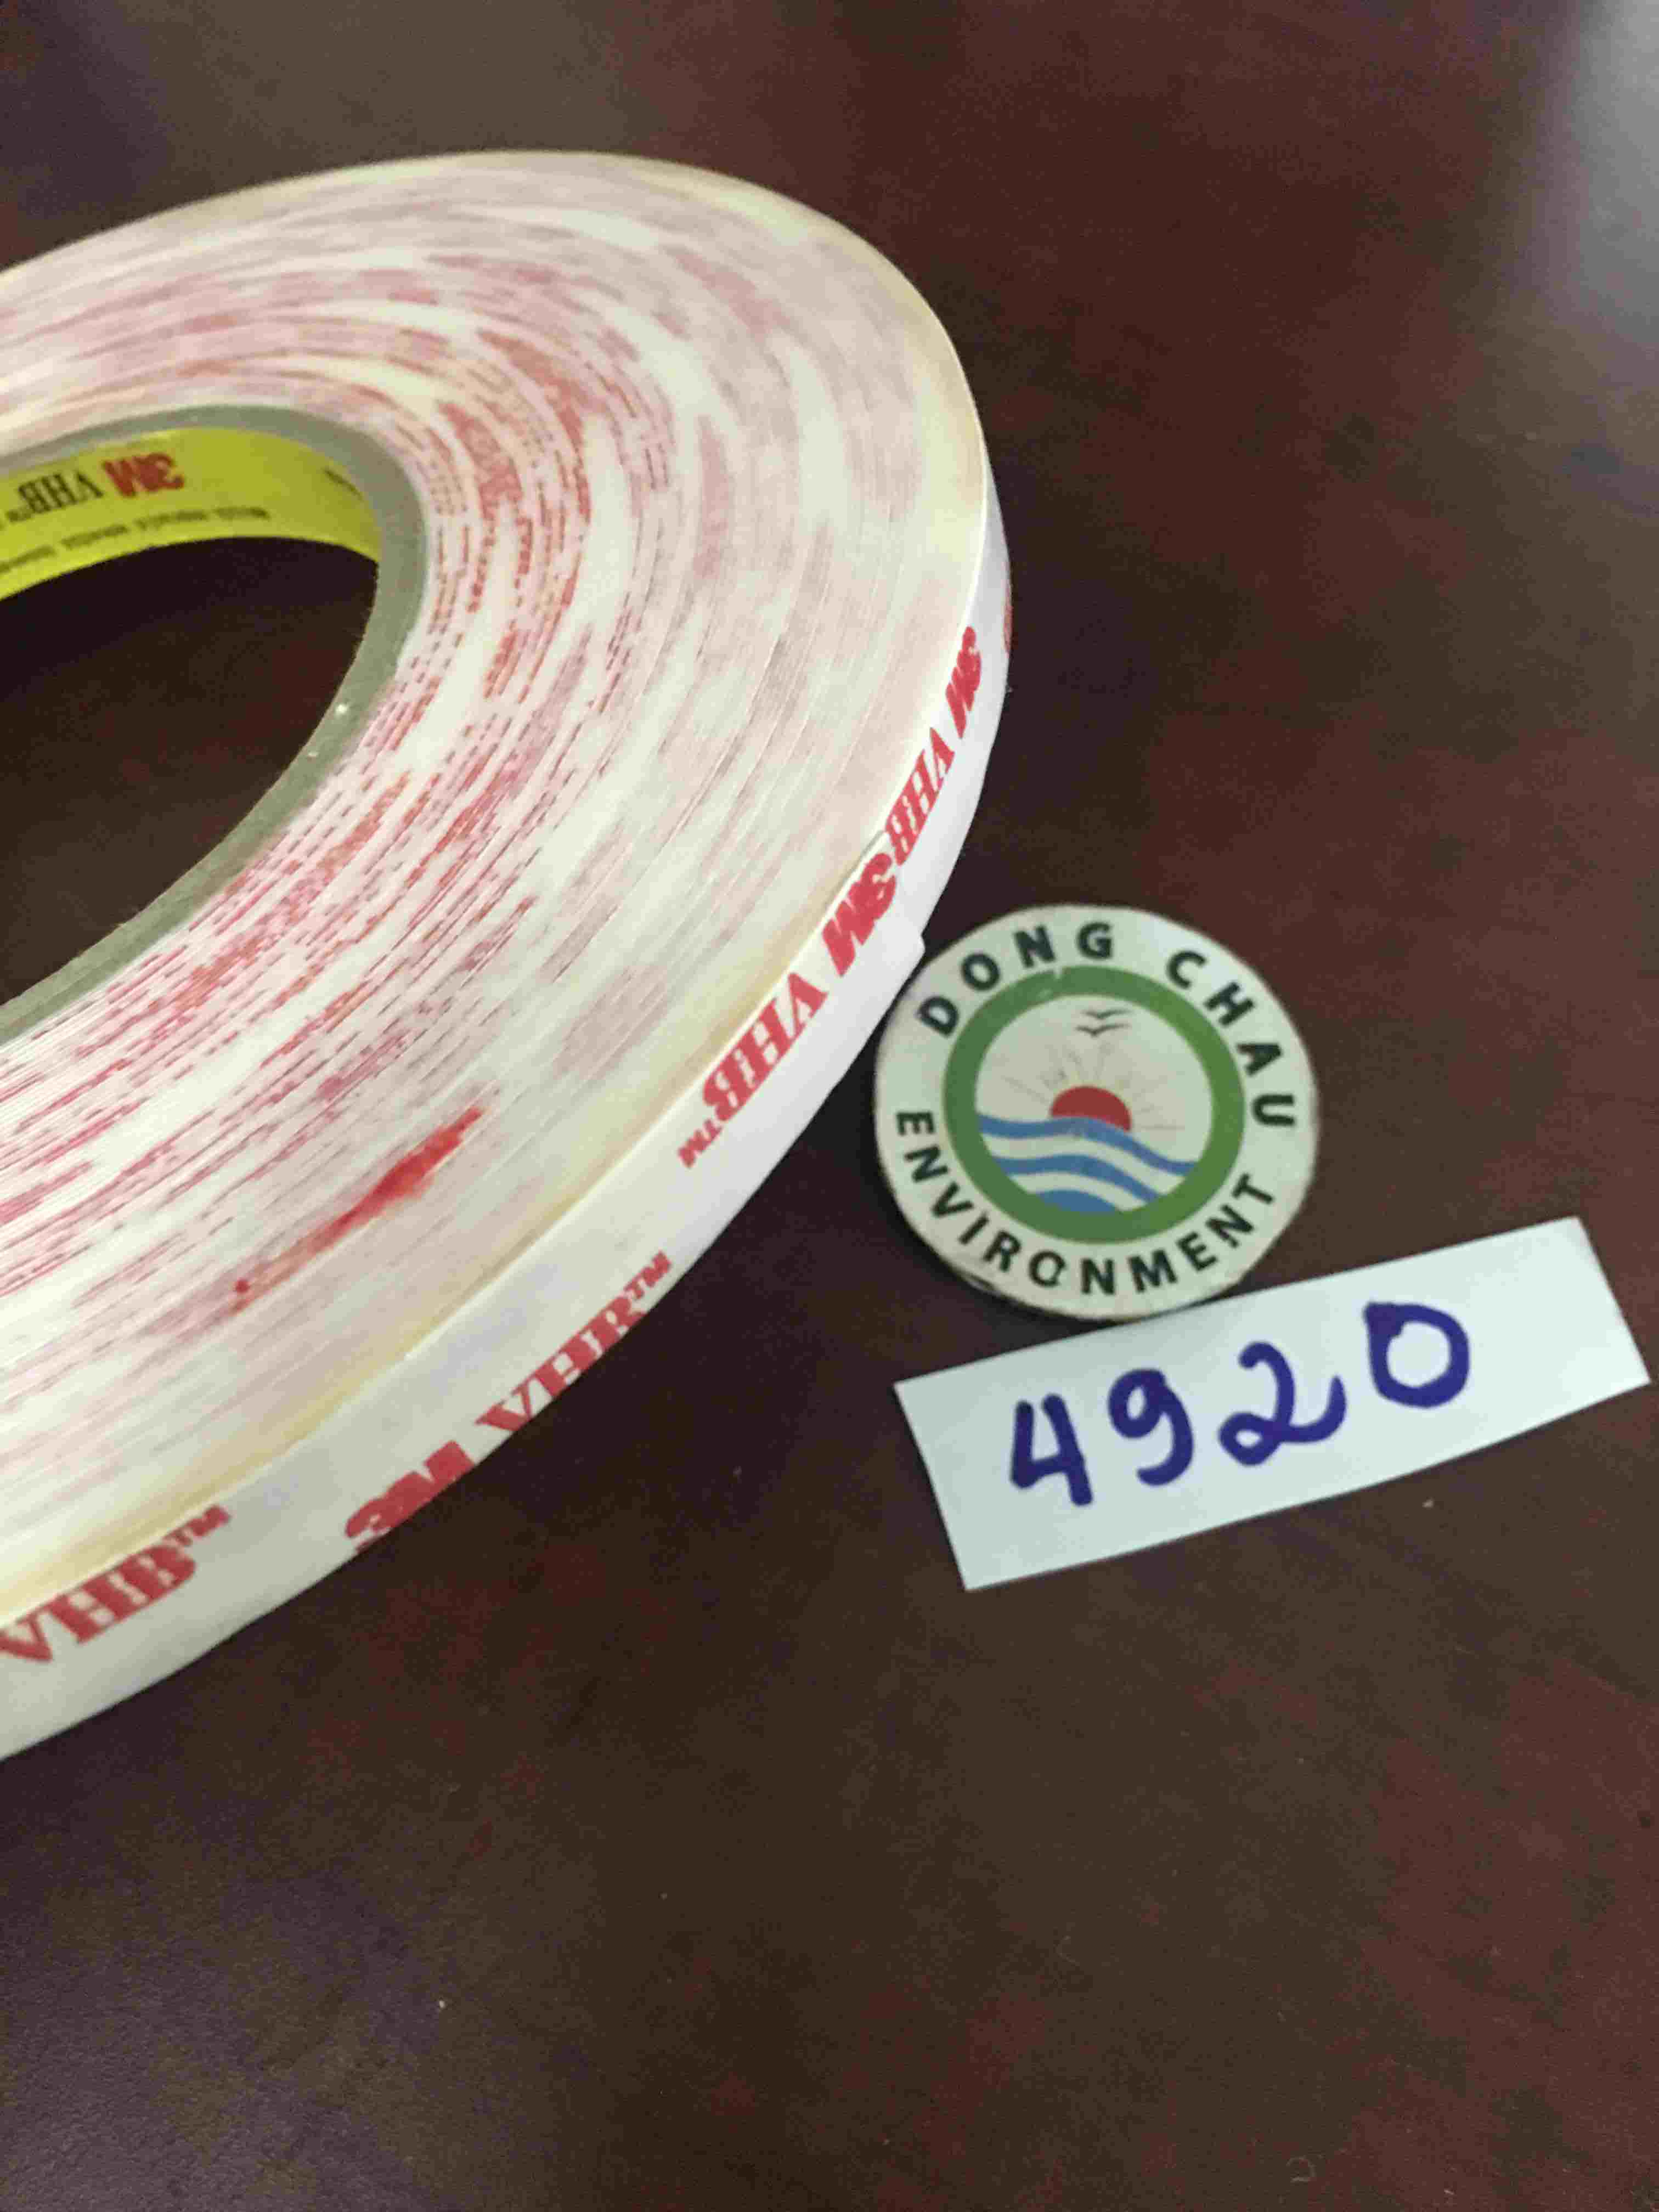 3M VHB™
3M VHB
3M VHB™
3M VHB™
VHB™
DONG CHAU
ENVIRONMENT
4920